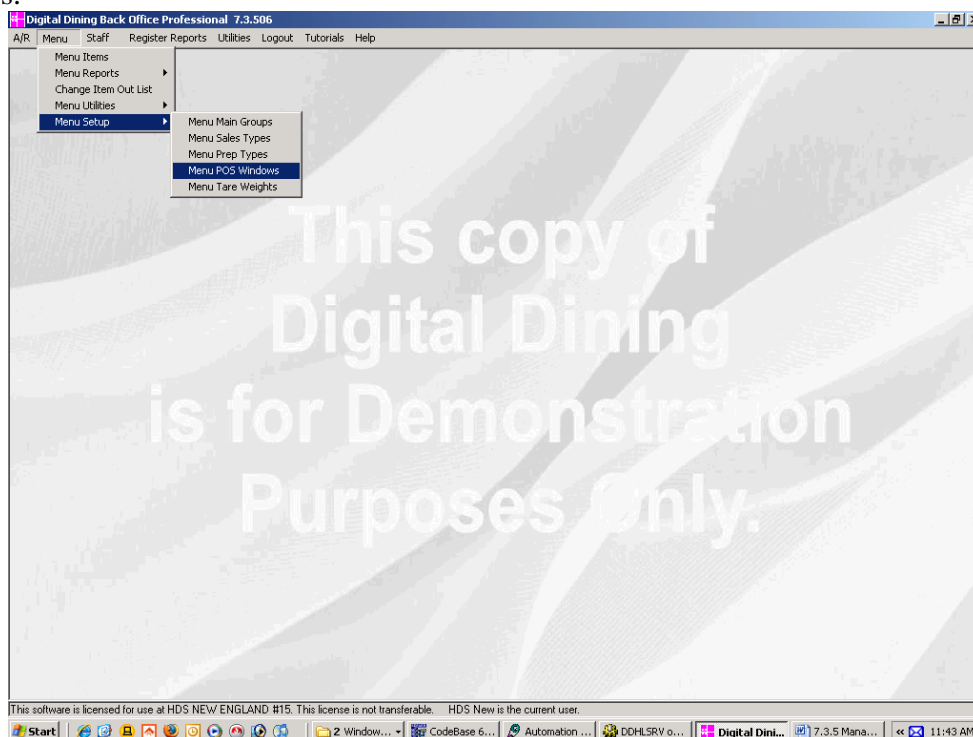 s.
Digital Dining Back Office Professional 7.3.506
A/R Menu Staff Register Reports Utilities Logout Tutorials Help
Menu Items
Menu Reports
Change Item Out List
Menu Utilities
Menu Setup
Menu Main Groups
Menu Sales Types
Menu Prep Types
Menu POS Windows
Menu Tare Weights
This copy of
Digital Dining
is for Demonstration
Purposes Only.
This software is licensed for use at HDS NEW ENGLAND #15. This license is not transferable. HDS New is the current user.
Start 2 Window... CodeBase 6... Automation ... DDHLSRV o... Digital Dini... 7.3.5 Mana... « 11:43 AM